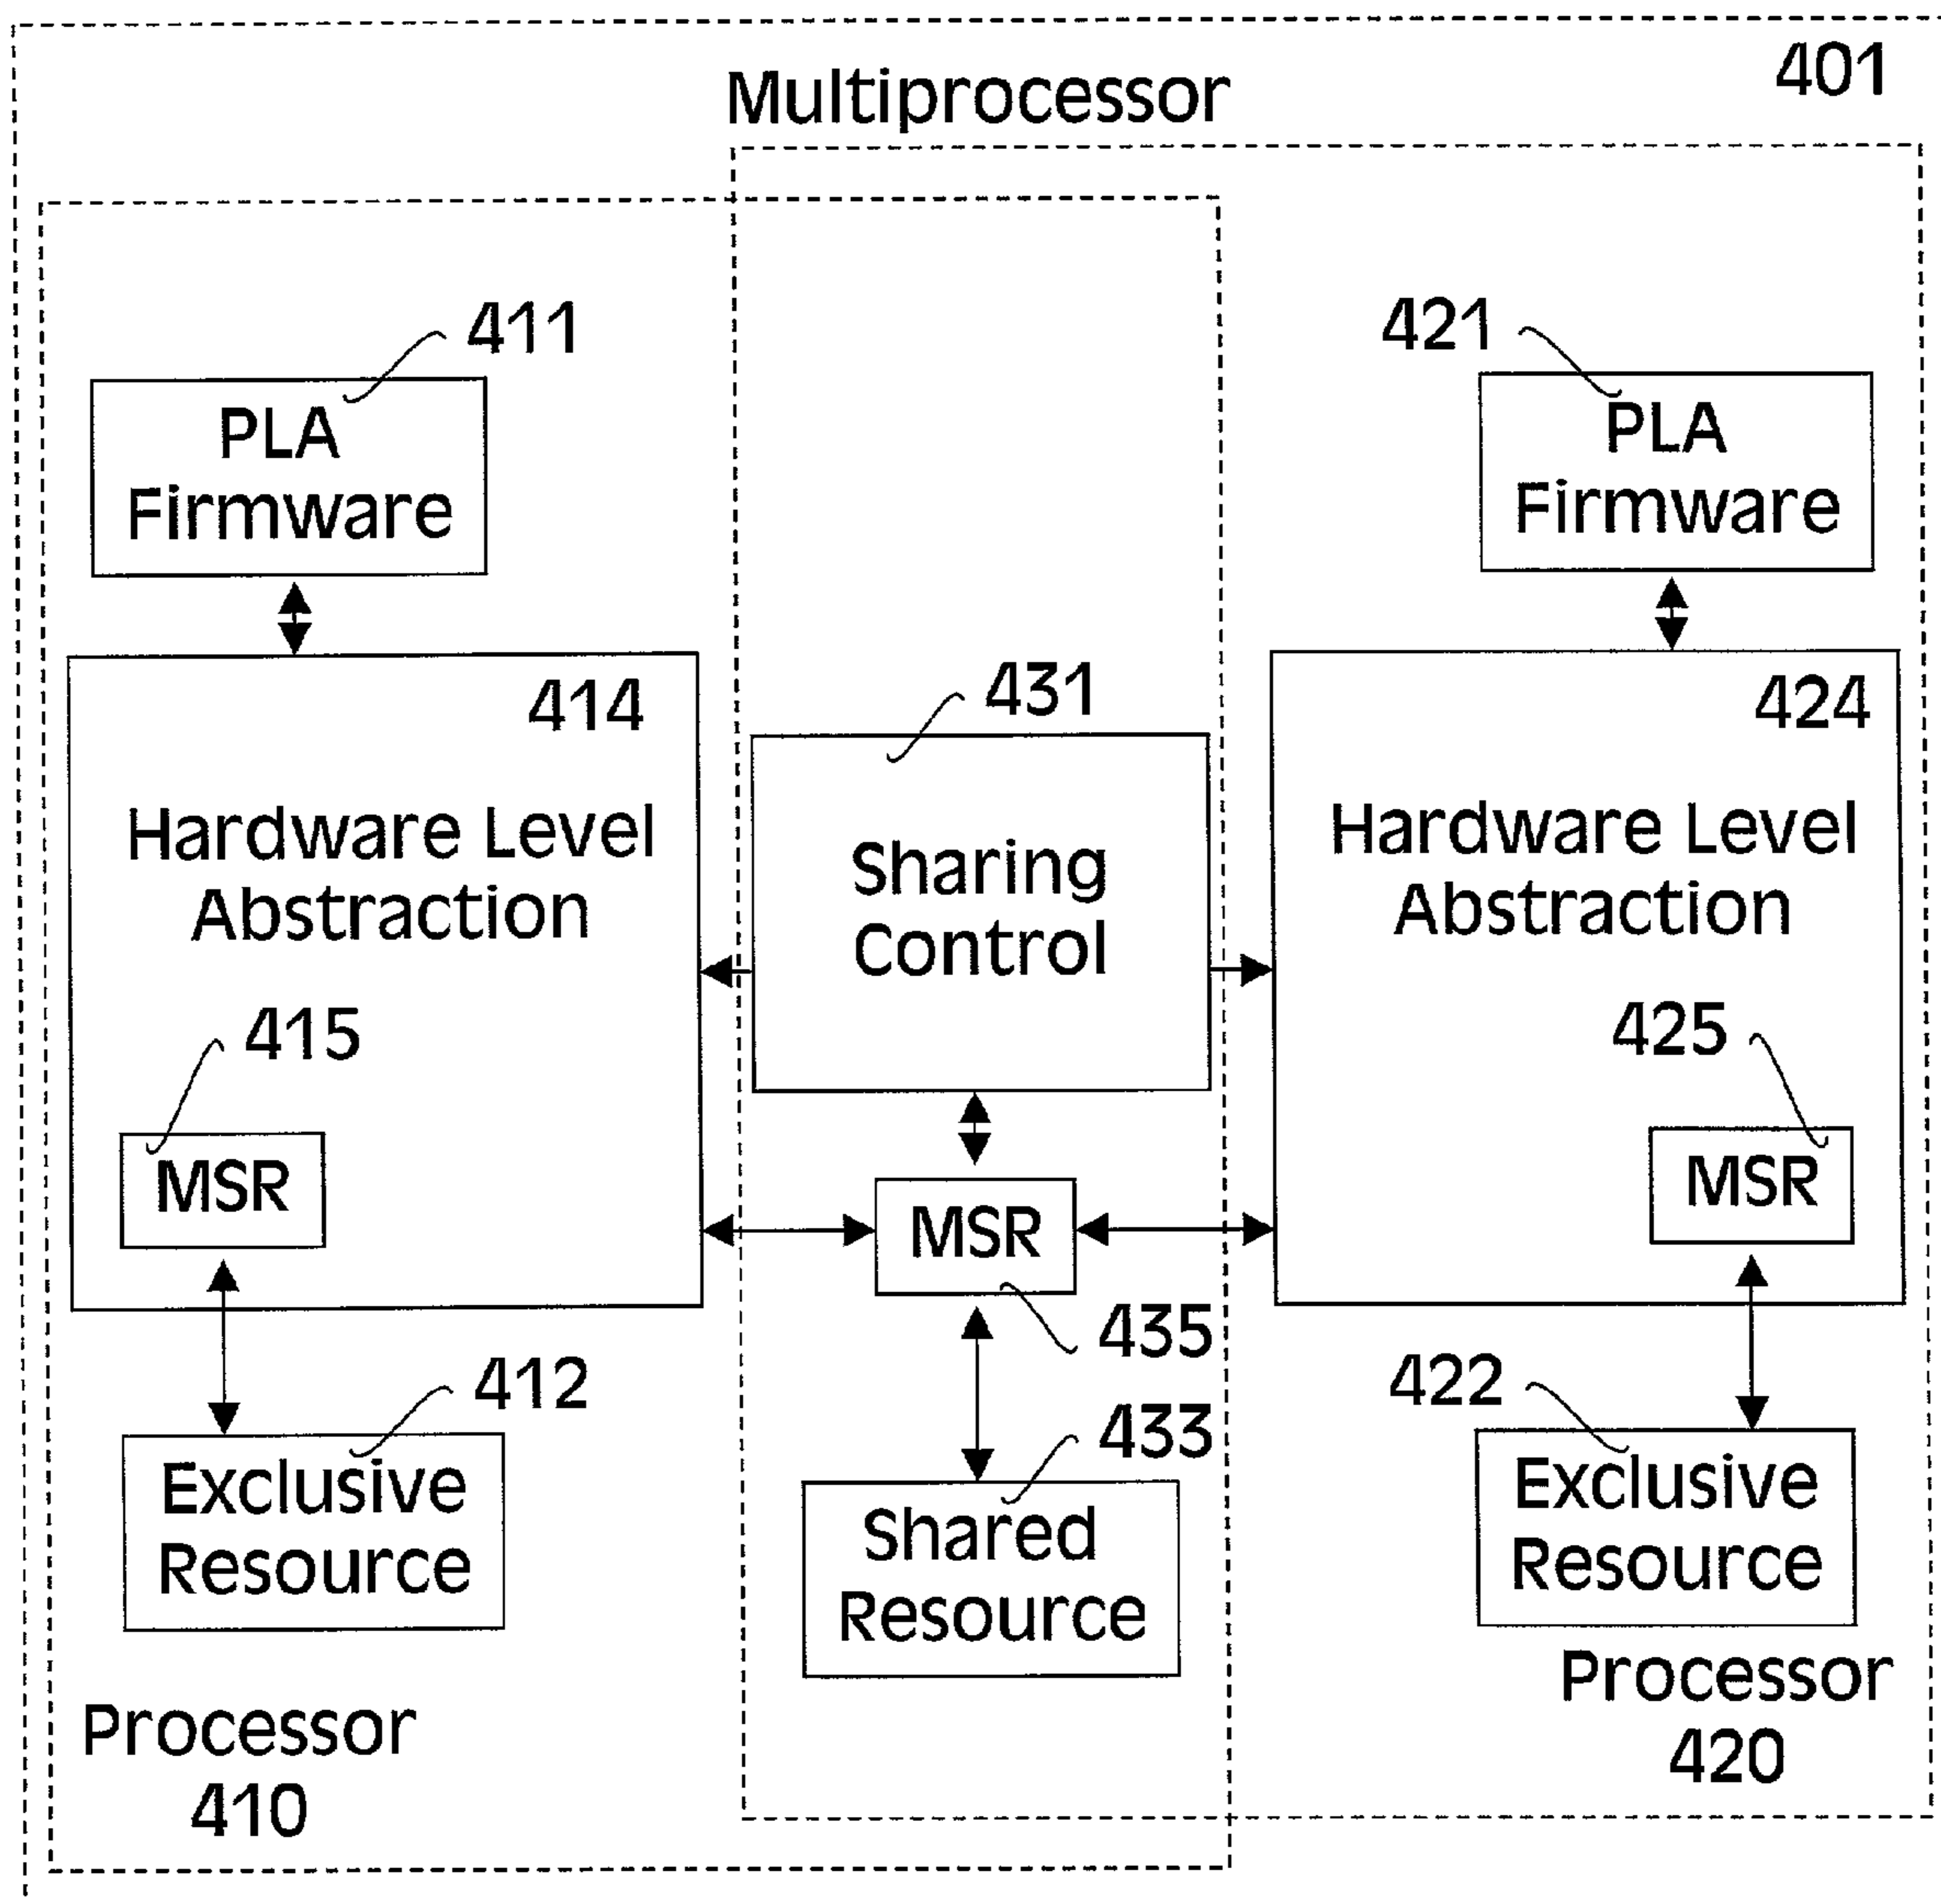 401
Multiprocessor
411
PLA
Firmware
421
PLA
Firmware
414
Hardware Level
Abstraction
431
Sharing
Control
424
Hardware Level
Abstraction
415
MSR
425
MSR
MSR
435
412
Exclusive
Resource
433
Shared
Resource
422
Exclusive
Resource
Processor
410
Processor
420